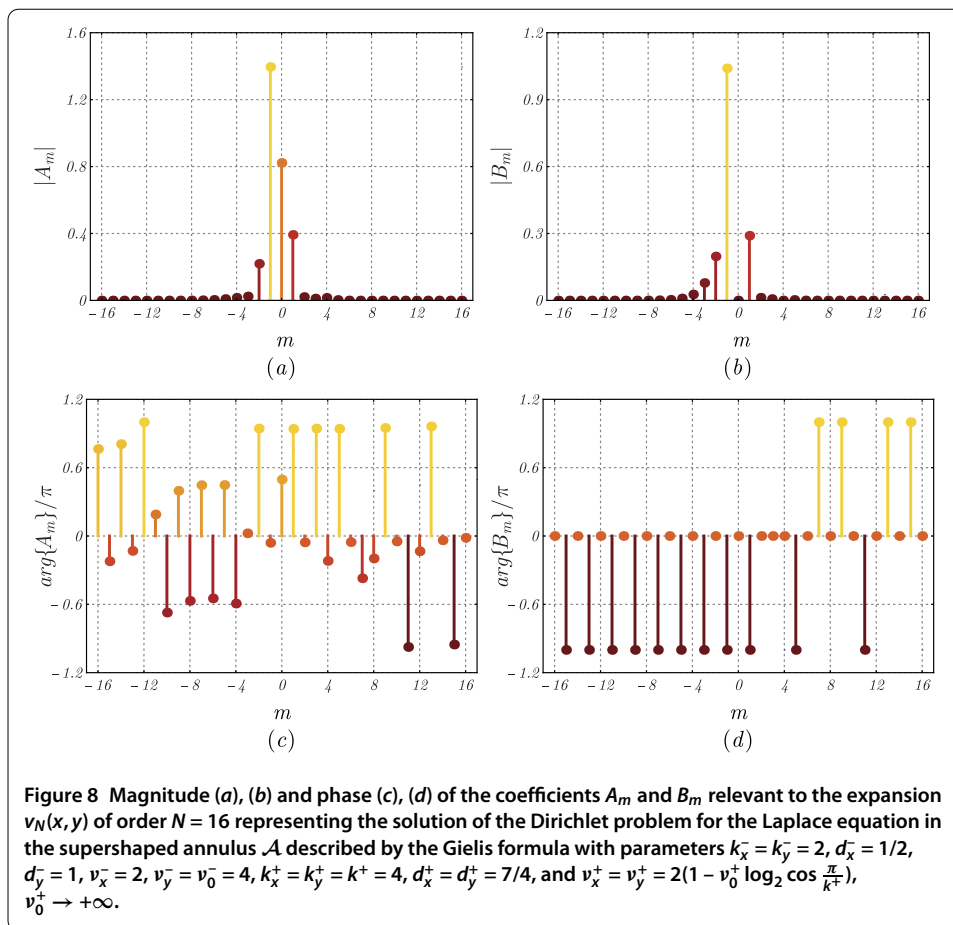 1.6
1.2
0.8
0.4
0
|A_m|
-16 -12 -8 -4 0 4 8 12 16
m
(a)
1.2
0.9
0.6
0.3
0
|B_m|
-16 -12 -8 -4 0 4 8 12 16
m
(b)
1.2
0.6
0
-0.6
-1.2
arg{A_m}/π
-16 -12 -8 -4 0 4 8 12 16
m
(c)
1.2
0.6
0
-0.6
-1.2
arg{B_m}/π
-16 -12 -8 -4 0 4 8 12 16
m
(d)
Figure 8 Magnitude (a), (b) and phase (c), (d) of the coefficients A_m and B_m relevant to the expansion
v_N(x, y) of order N = 16 representing the solution of the Dirichlet problem for the Laplace equation in
the supershaped annulus 𝒜 described by the Gielis formula with parameters k_x^- = k_y^- = 2, d_x^- = 1/2,
d_y^- = 1, ν_x^- = 2, ν_y^- = ν_0^- = 4, k_x^+ = k_y^+ = k^+ = 4, d_x^+ = d_y^+ = 7/4, and ν_x^+ = ν_y^+ = 2(1 – ν_0^+ log_2 cos π/k^+),
ν_0^+ → +∞.